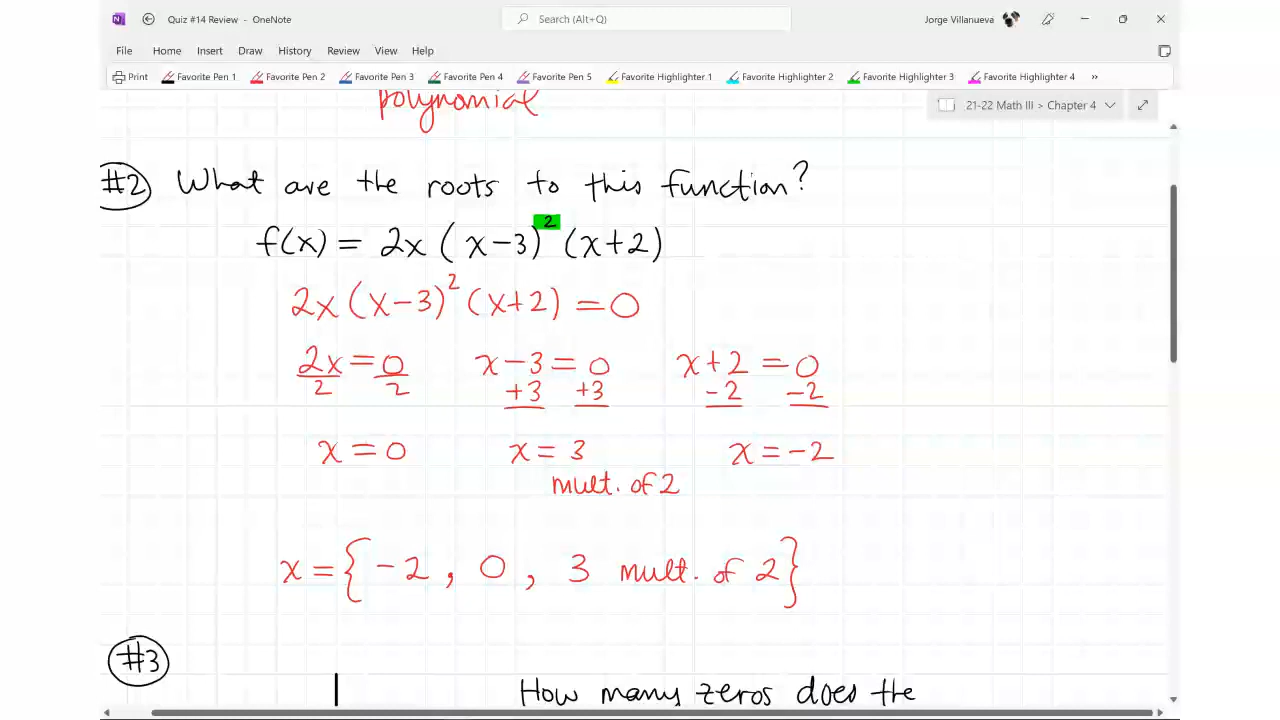 Quiz #14 Review - OneNote
Search (Alt+Q)
Jorge Villanueva
File Home Insert Draw History Review View Help
Print Favorite Pen 1 Favorite Pen 2 Favorite Pen 3 Favorite Pen 4 Favorite Pen 5 Favorite Highlighter 1 Favorite Highlighter 2 Favorite Highlighter 3 Favorite Highlighter 4 »
polynomial
21-22 Math III > Chapter 4
#2 What are the roots to this function?
f(x) = 2x (x-3)² (x+2)
2x (x-3)² (x+2) = 0
2x = 0 x-3 = 0 x+2 = 0
2 2 +3 +3 -2 -2
x = 0 x = 3 x = -2
mult. of 2
x = { -2 , 0 , 3 mult. of 2 }
#3
How many zeros does the